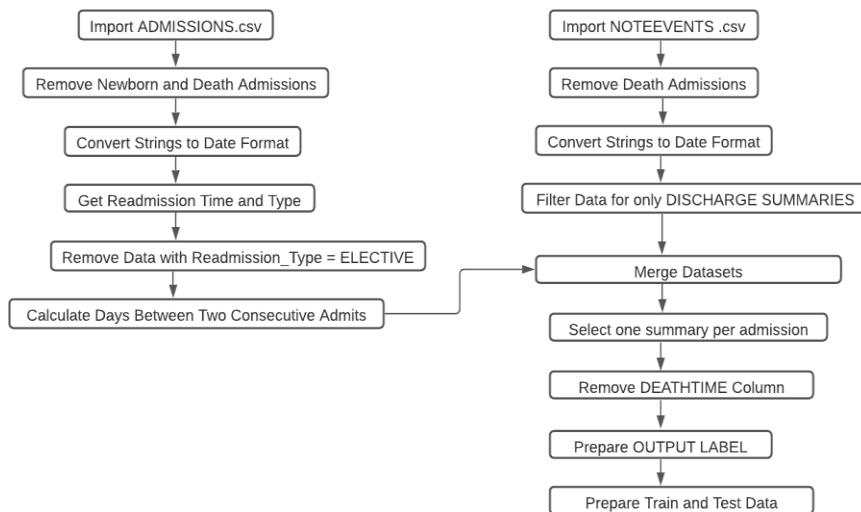 Import ADMISSIONS.csv
Remove Newborn and Death Admissions
Convert Strings to Date Format
Get Readmission Time and Type
Remove Data with Readmission_Type = ELECTIVE
Calculate Days Between Two Consecutive Admits
Import NOTEEVENTS .csv
Remove Death Admissions
Convert Strings to Date Format
Filter Data for only DISCHARGE SUMMARIES
Merge Datasets
Select one summary per admission
Remove DEATHTIME Column
Prepare OUTPUT LABEL
Prepare Train and Test Data